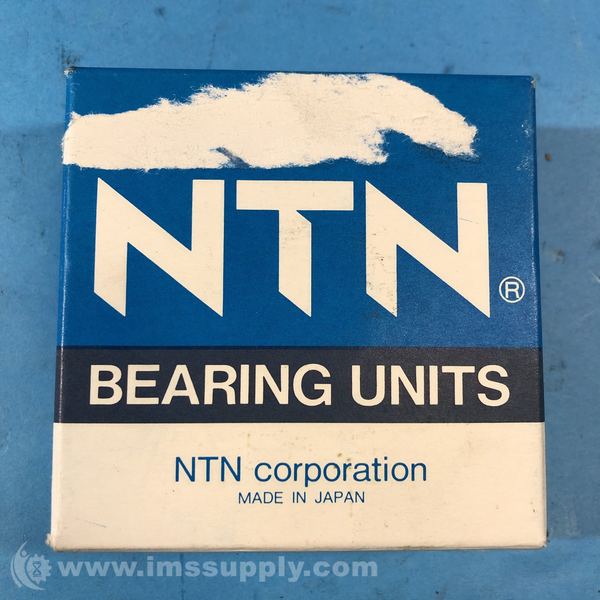 NTN®
BEARING UNITS
NTN corporation
MADE IN JAPAN
www.imssupply.com